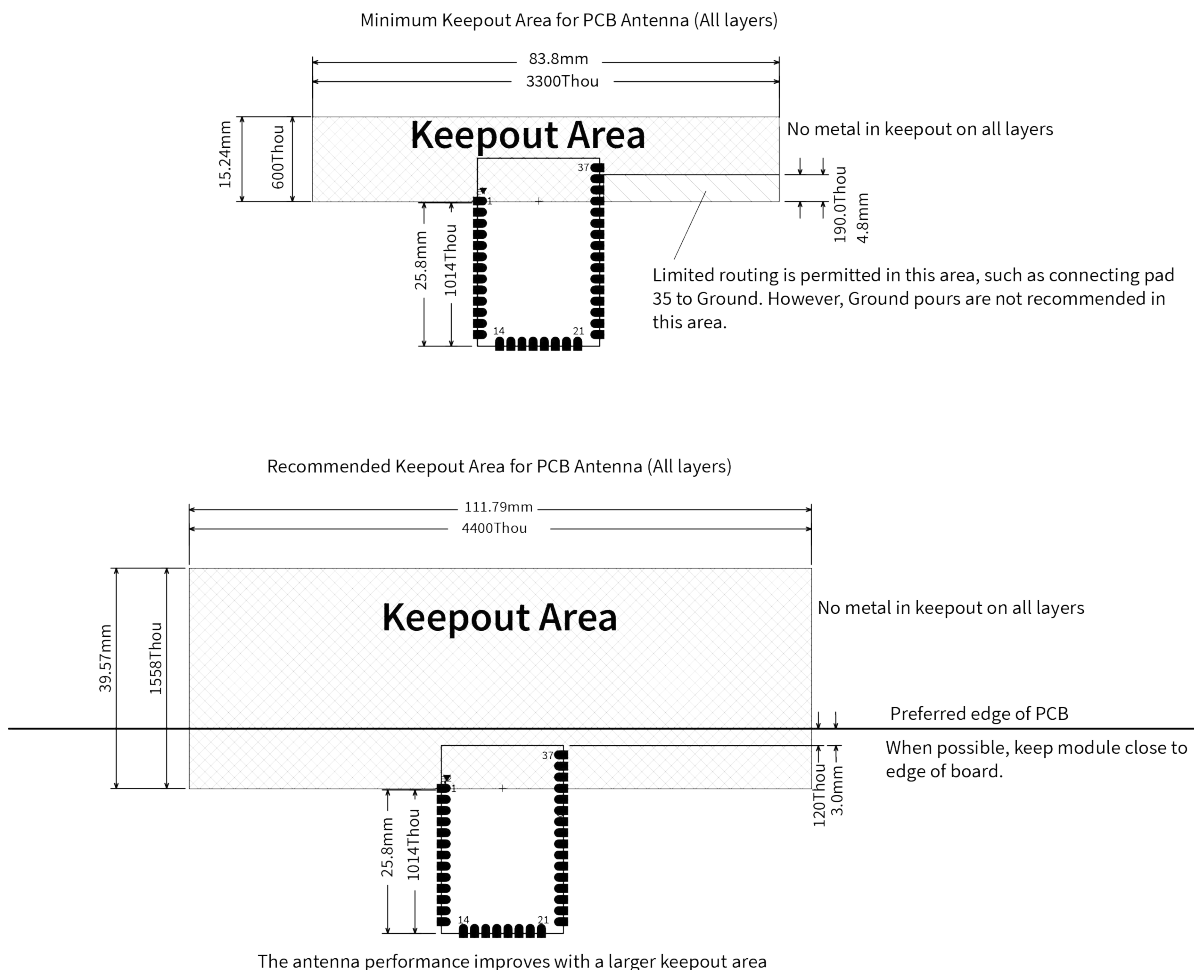 Minimum Keepout Area for PCB Antenna (All layers)
83.8mm
3300Thou
Keepout Area
No metal in keepout on all layers
15.24mm
600Thou
37
1
190.0Thou
4.8mm
25.8mm
1014Thou
Limited routing is permitted in this area, such as connecting pad
35 to Ground. However, Ground pours are not recommended in
this area.
14
21
Recommended Keepout Area for PCB Antenna (All layers)
111.79mm
4400Thou
Keepout Area
No metal in keepout on all layers
39.57mm
1558Thou
Preferred edge of PCB
When possible, keep module close to
edge of board.
37
1
120Thou
3.0mm
25.8mm
1014Thou
14
21
The antenna performance improves with a larger keepout area